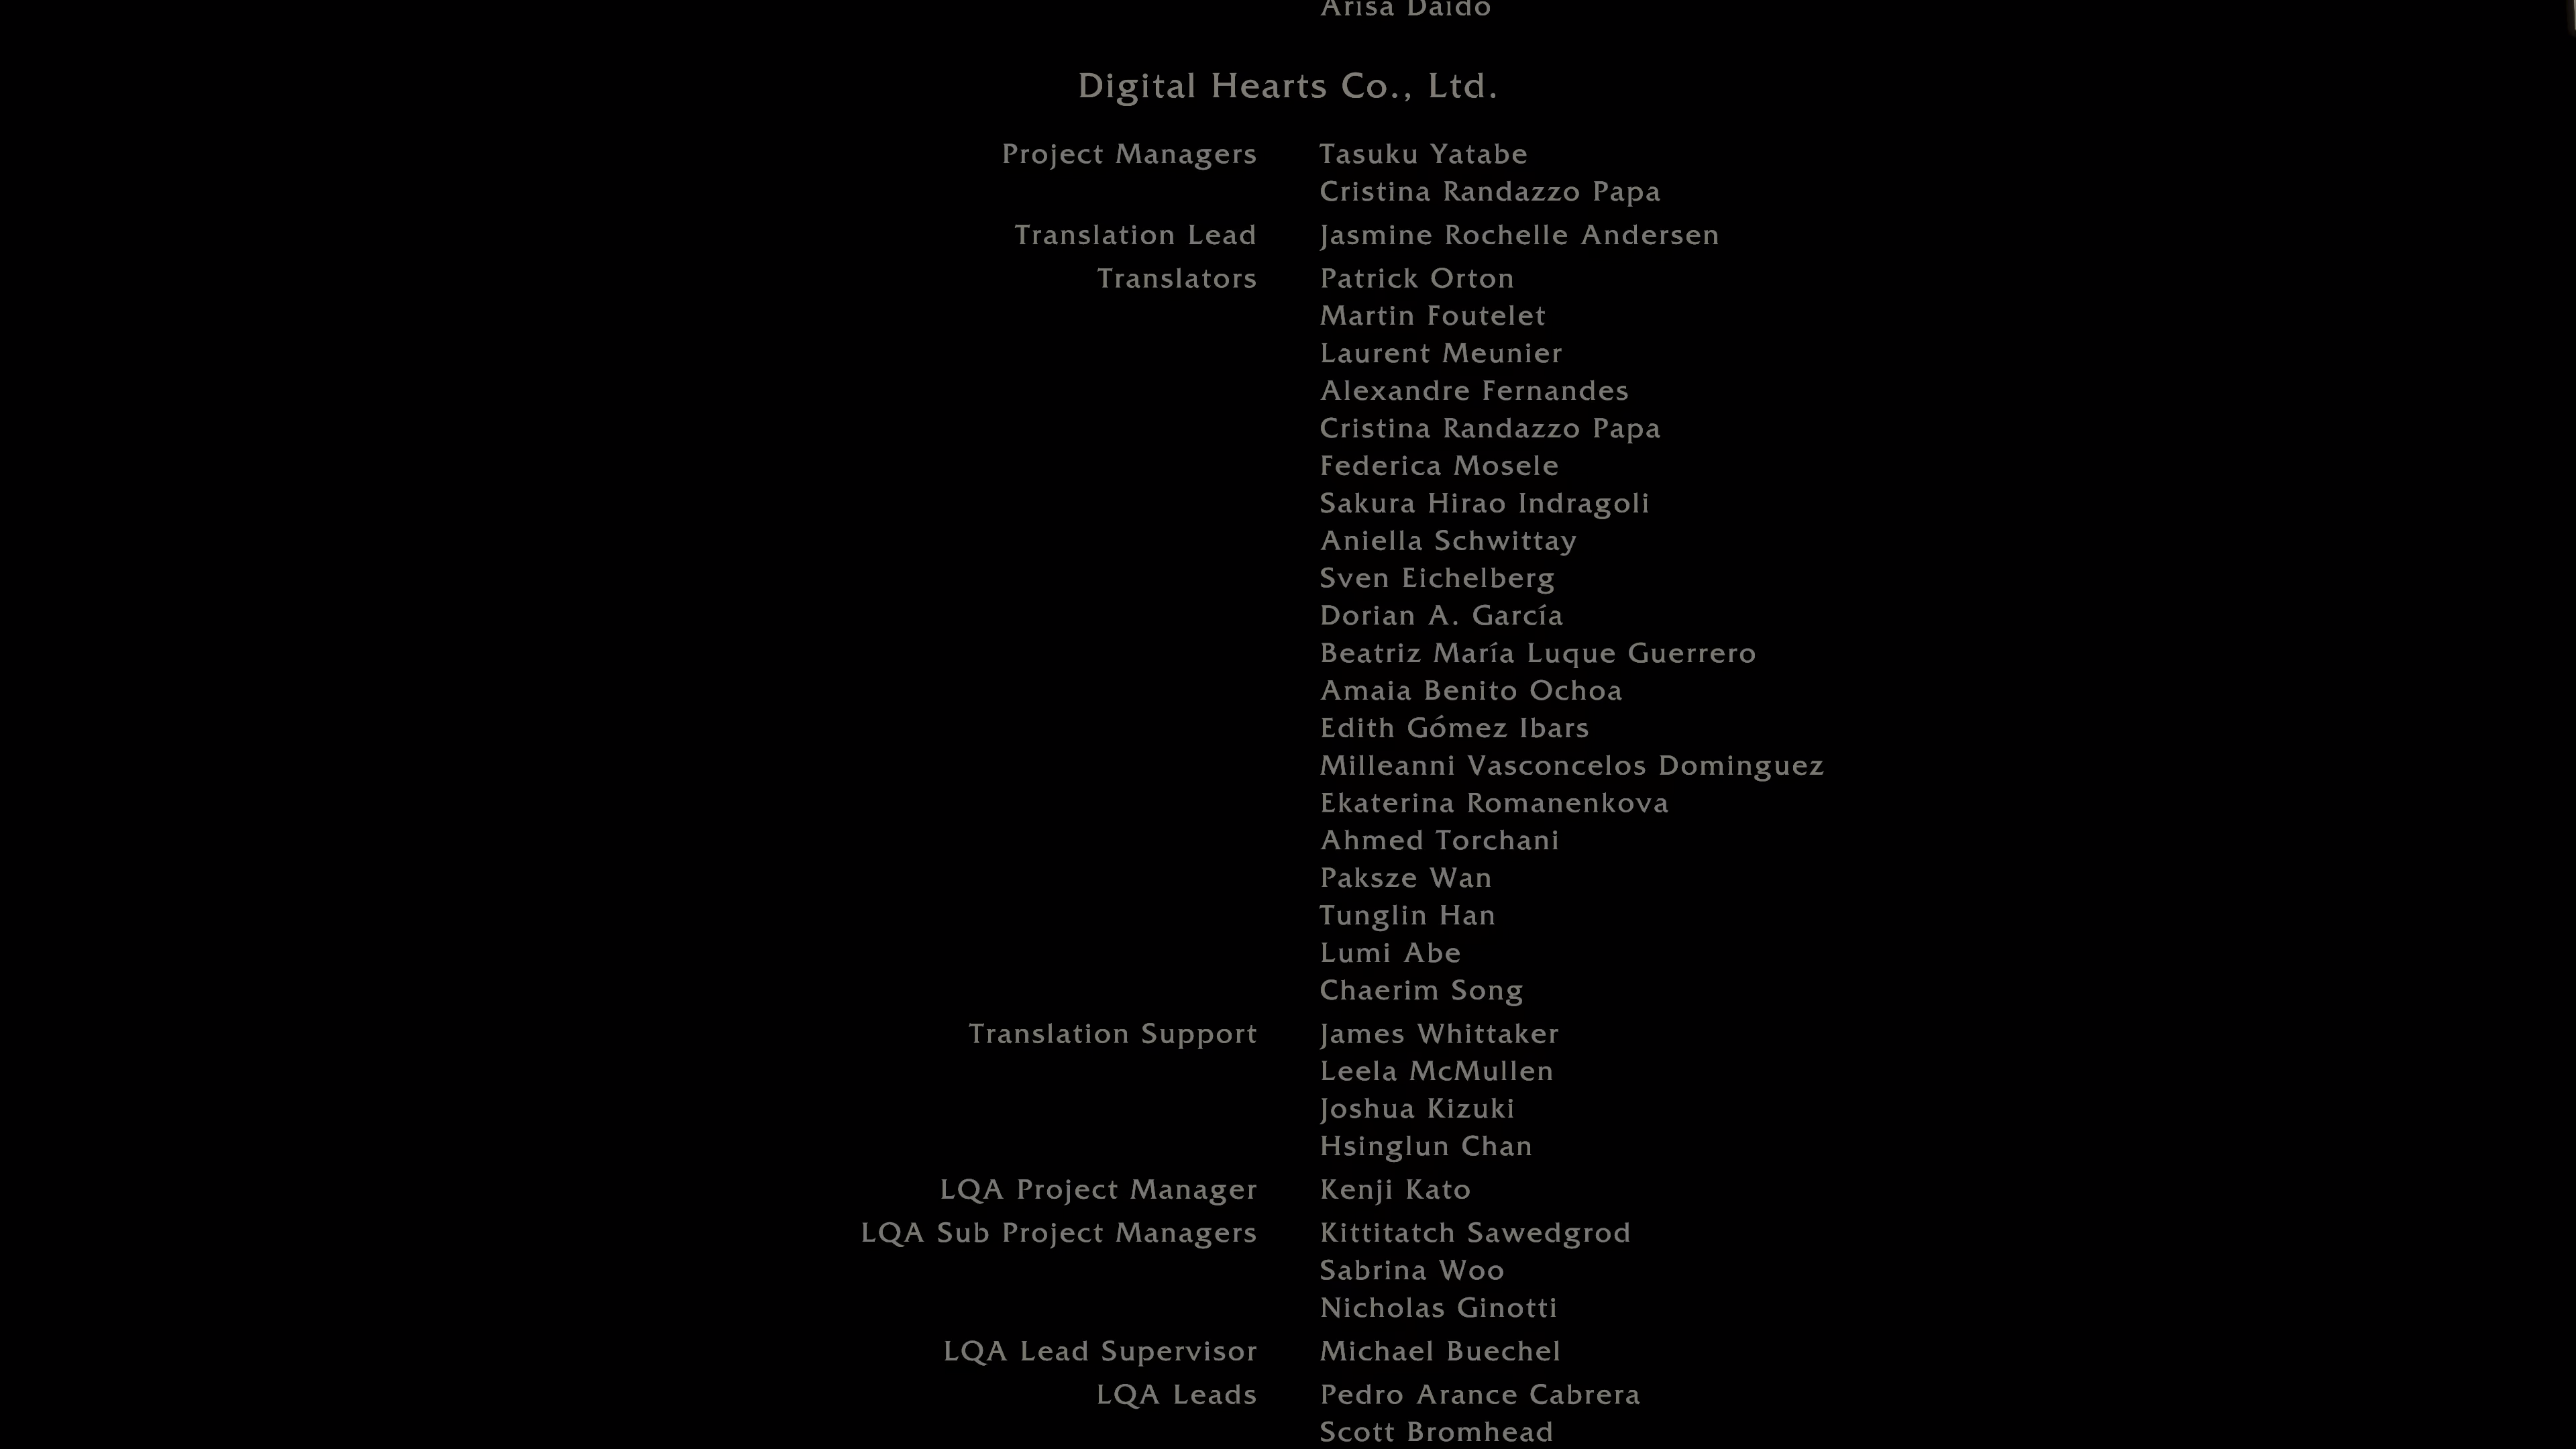 Arisa Daido
Digital Hearts Co., Ltd.
Project Managers Tasuku Yatabe
Cristina Randazzo Papa
Translation Lead Jasmine Rochelle Andersen
Translators Patrick Orton
Martin Foutelet
Laurent Meunier
Alexandre Fernandes
Cristina Randazzo Papa
Federica Mosele
Sakura Hirao Indragoli
Aniella Schwittay
Sven Eichelberg
Dorian A. García
Beatriz María Luque Guerrero
Amaia Benito Ochoa
Edith Gómez Ibars
Milleanni Vasconcelos Dominguez
Ekaterina Romanenkova
Ahmed Torchani
Paksze Wan
Tunglin Han
Lumi Abe
Chaerim Song
Translation Support James Whittaker
Leela McMullen
Joshua Kizuki
Hsinglun Chan
LQA Project Manager Kenji Kato
LQA Sub Project Managers Kittitatch Sawedgrod
Sabrina Woo
Nicholas Ginotti
LQA Lead Supervisor Michael Buechel
LQA Leads Pedro Arance Cabrera
Scott Bromhead